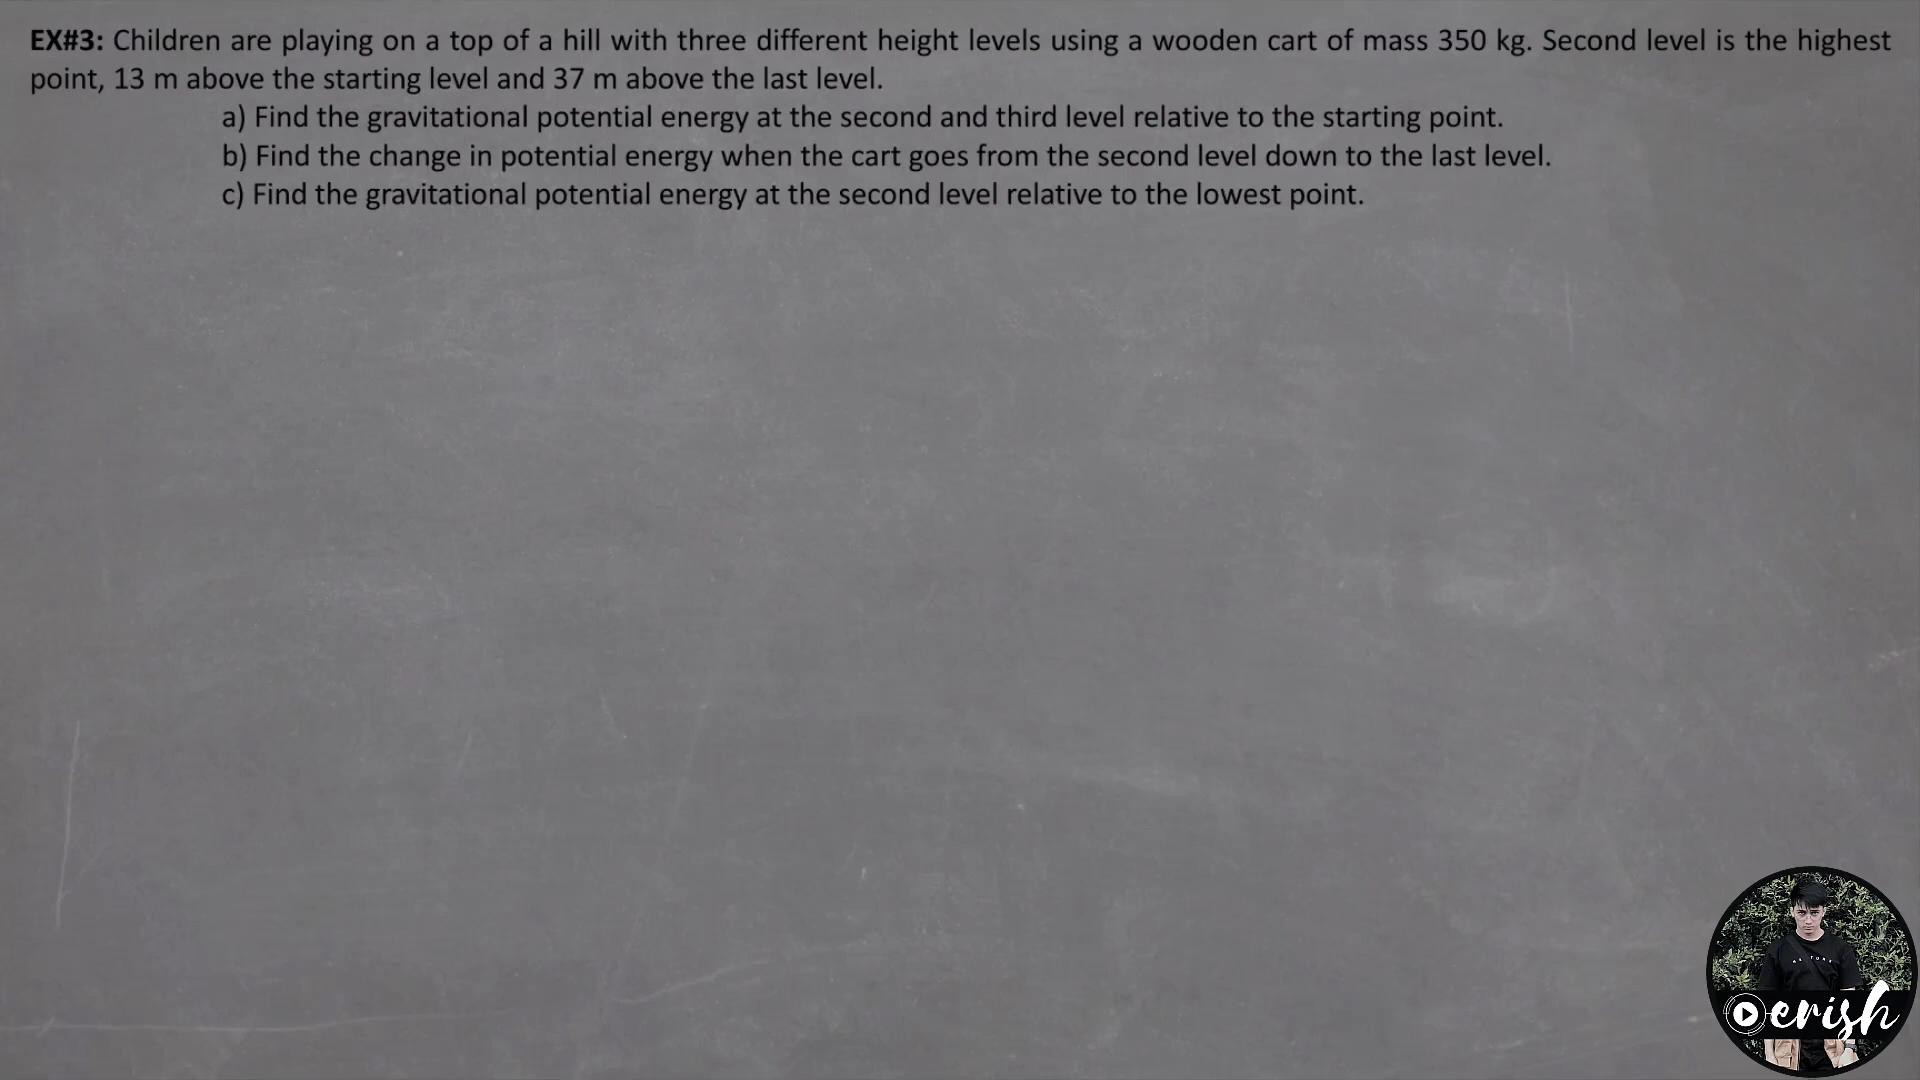 EX#3: Children are playing on a top of a hill with three different height levels using a wooden cart of mass 350 kg. Second level is the highest
point, 13 m above the starting level and 37 m above the last level.
a) Find the gravitational potential energy at the second and third level relative to the starting point.
b) Find the change in potential energy when the cart goes from the second level down to the last level.
c) Find the gravitational potential energy at the second level relative to the lowest point.
erish